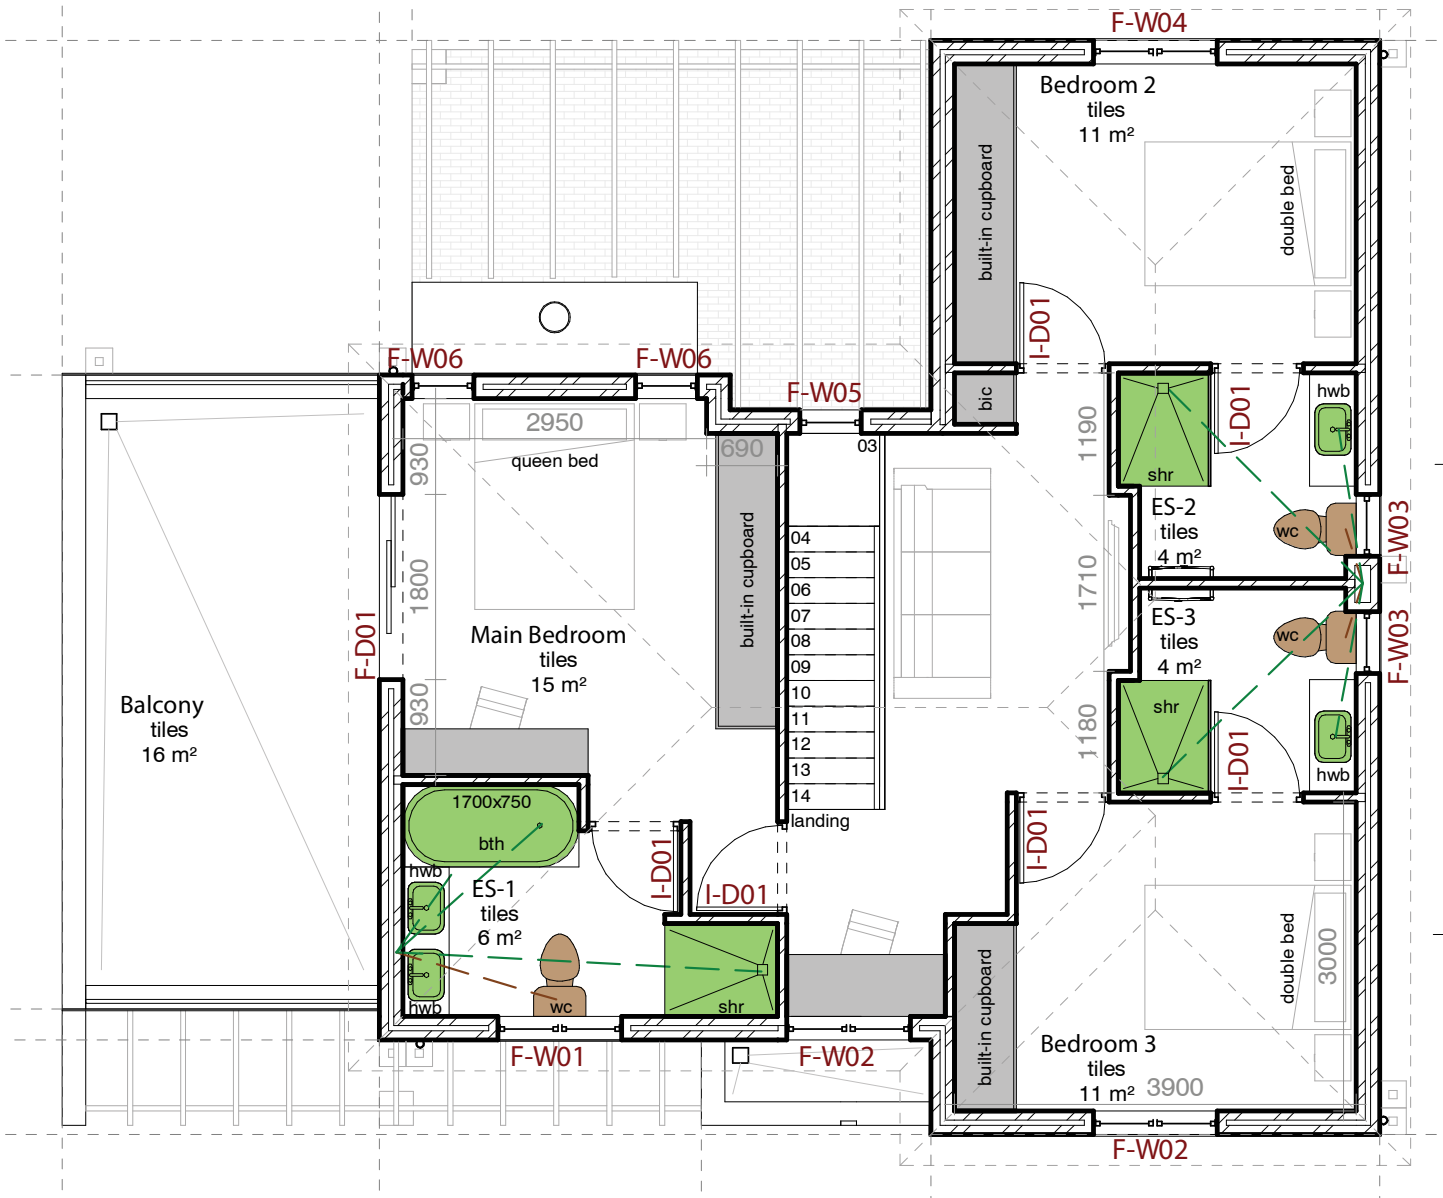 F-W04
Bedroom 2
tiles
11 m²
built-in cupboard
double bed
I-D01
F-W06
F-W06
F-W05
bic
2950
690
930
queen bed
03
1190
shr
I-D01
hwb
ES-2
tiles
4 m²
wc
F-W03
built-in cupboard
04
05
06
07
08
09
10
11
12
13
14
landing
1800
1710
F-D01
Main Bedroom
tiles
15 m²
ES-3
tiles
4 m²
wc
F-W03
Balcony
tiles
16 m²
930
1180
shr
I-D01
hwb
1700x750
bth
hwb
ES-1
tiles
6 m²
I-D01
I-D01
I-D01
hwb
wc
shr
F-W01
F-W02
built-in cupboard
double bed
3000
Bedroom 3
tiles
11 m²
3900
F-W02